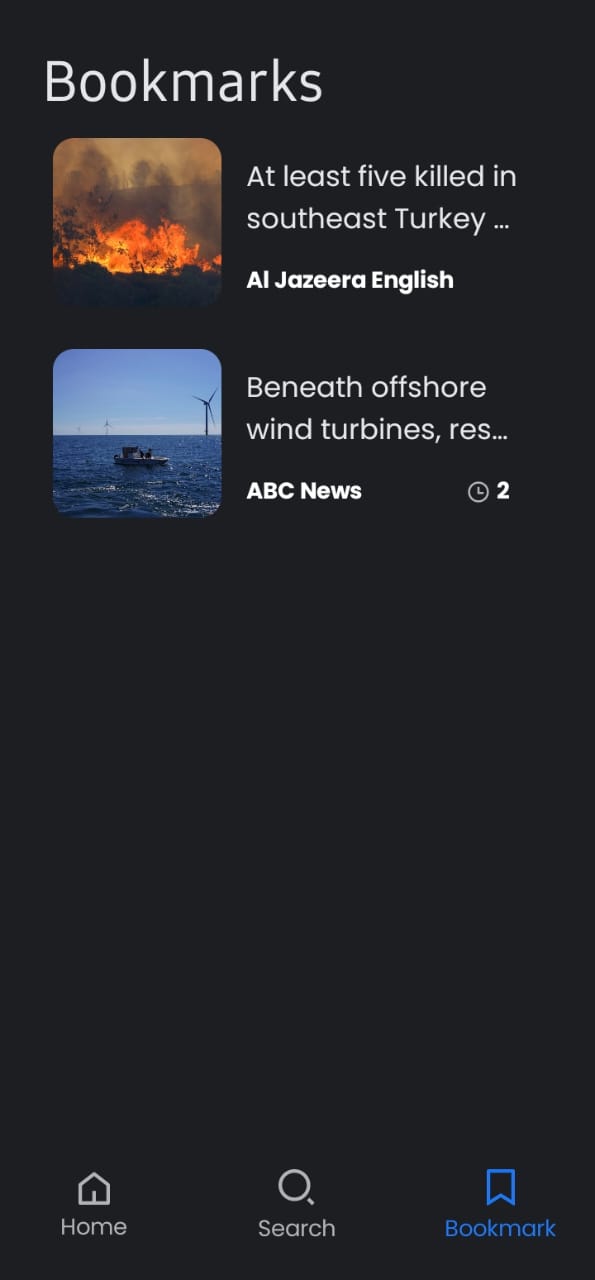 Bookmarks
At least five killed in
southeast Turkey ...
Al Jazeera English
Beneath offshore
wind turbines, res...
ABC News 2
Home Search Bookmark